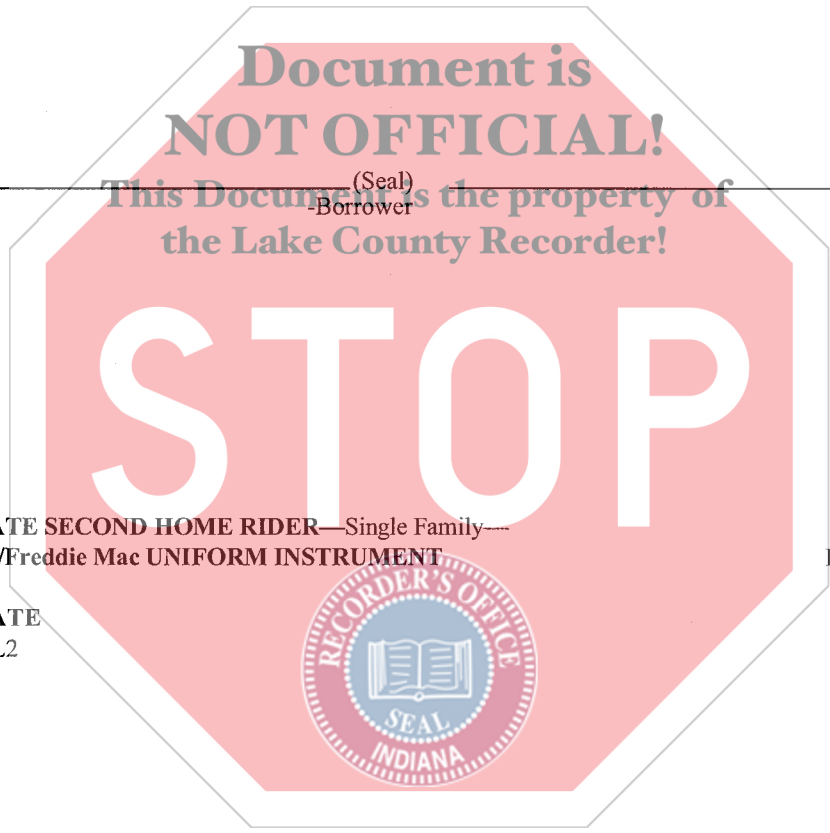 Document is
NOT OFFICIAL!
(Seal)
This Document is the property of
-Borrower
the Lake County Recorder!
STOP
ATE SECOND HOME RIDER—Single Family—
/Freddie Mac UNIFORM INSTRUMENT
ATE
L2
RECORDER'S OFFICE
SEAL
INDIANA